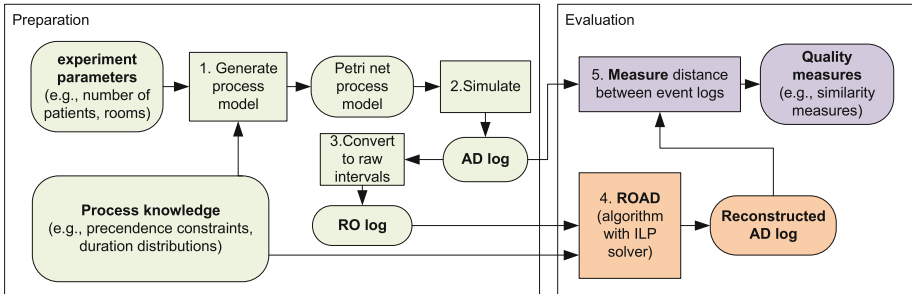 Preparation
experiment
parameters
(e.g., number of
patients, rooms)
1. Generate
process
model
Petri net
process
model
2.Simulate
3.Convert
to raw
intervals
AD log
Process knowledge
(e.g., precendence constraints,
duration distributions)
RO log
Evaluation
5. Measure distance
between event logs
Quality
measures
(e.g., similarity
measures)
4. ROAD
(algorithm
with ILP
solver)
Reconstructed
AD log